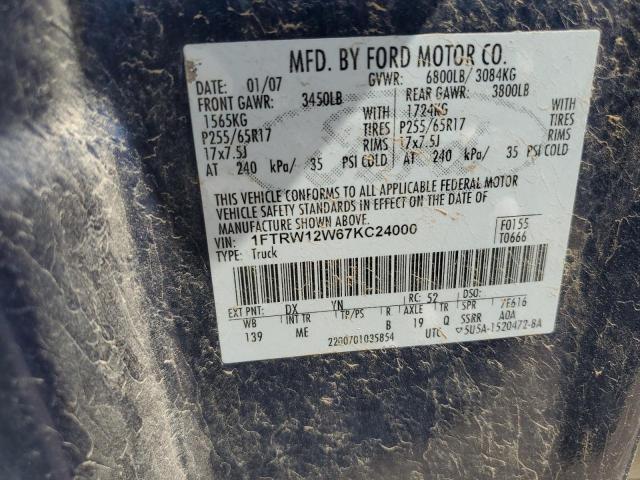 MFD. BY FORD MOTOR CO.
DATE: 01/07 GVWR: 6800LB/ 3084KG
FRONT GAWR: 3450LB REAR GAWR: 3800LB
1565KG WITH 1724KG WITH
P255/65R17 TIRES P255/65R17 TIRES
17x7.5J RIMS 17x7.5J RIMS
AT 240 kPa/ 35 PSI COLD AT 240 kPa/ 35 PSI COLD
THIS VEHICLE CONFORMS TO ALL APPLICABLE FEDERAL MOTOR
VEHICLE SAFETY STANDARDS IN EFFECT ON THE DATE OF
MANUFACTURE SHOWN ABOVE.
VIN: 1FTRW12W67KC24000 F0155
TYPE: Truck T0666
EXT PNT: DX YN RC: 52 DSO:
WB INT TR TP/PS R AXLE TR SPR 7F616
139 ME B 19 Q SSRR A0A
2200701035854 UTC 5U5A-1520472-BA